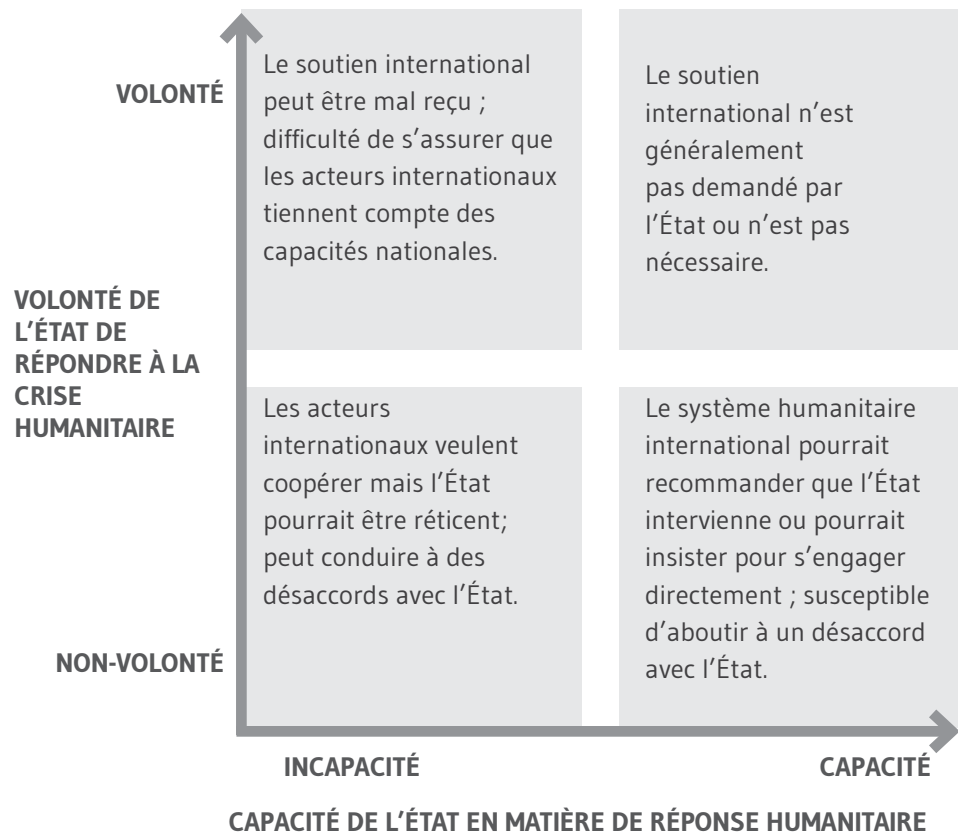 VOLONTÉ
Le soutien international
peut être mal reçu ;
difficulté de s’assurer que
les acteurs internationaux
tiennent compte des
capacités nationales.
Le soutien
international n’est
généralement
pas demandé par
l’État ou n’est pas
nécessaire.
VOLONTÉ DE
L’ÉTAT DE
RÉPONDRE À LA
CRISE
HUMANITAIRE
Les acteurs
internationaux veulent
coopérer mais l’État
pourrait être réticent;
peut conduire à des
désaccords avec l’État.
Le système humanitaire
international pourrait
recommander que l’État
intervienne ou pourrait
insister pour s’engager
directement ; susceptible
d’aboutir à un désaccord
avec l’État.
NON-VOLONTÉ
INCAPACITÉ
CAPACITÉ
CAPACITÉ DE L’ÉTAT EN MATIÈRE DE RÉPONSE HUMANITAIRE